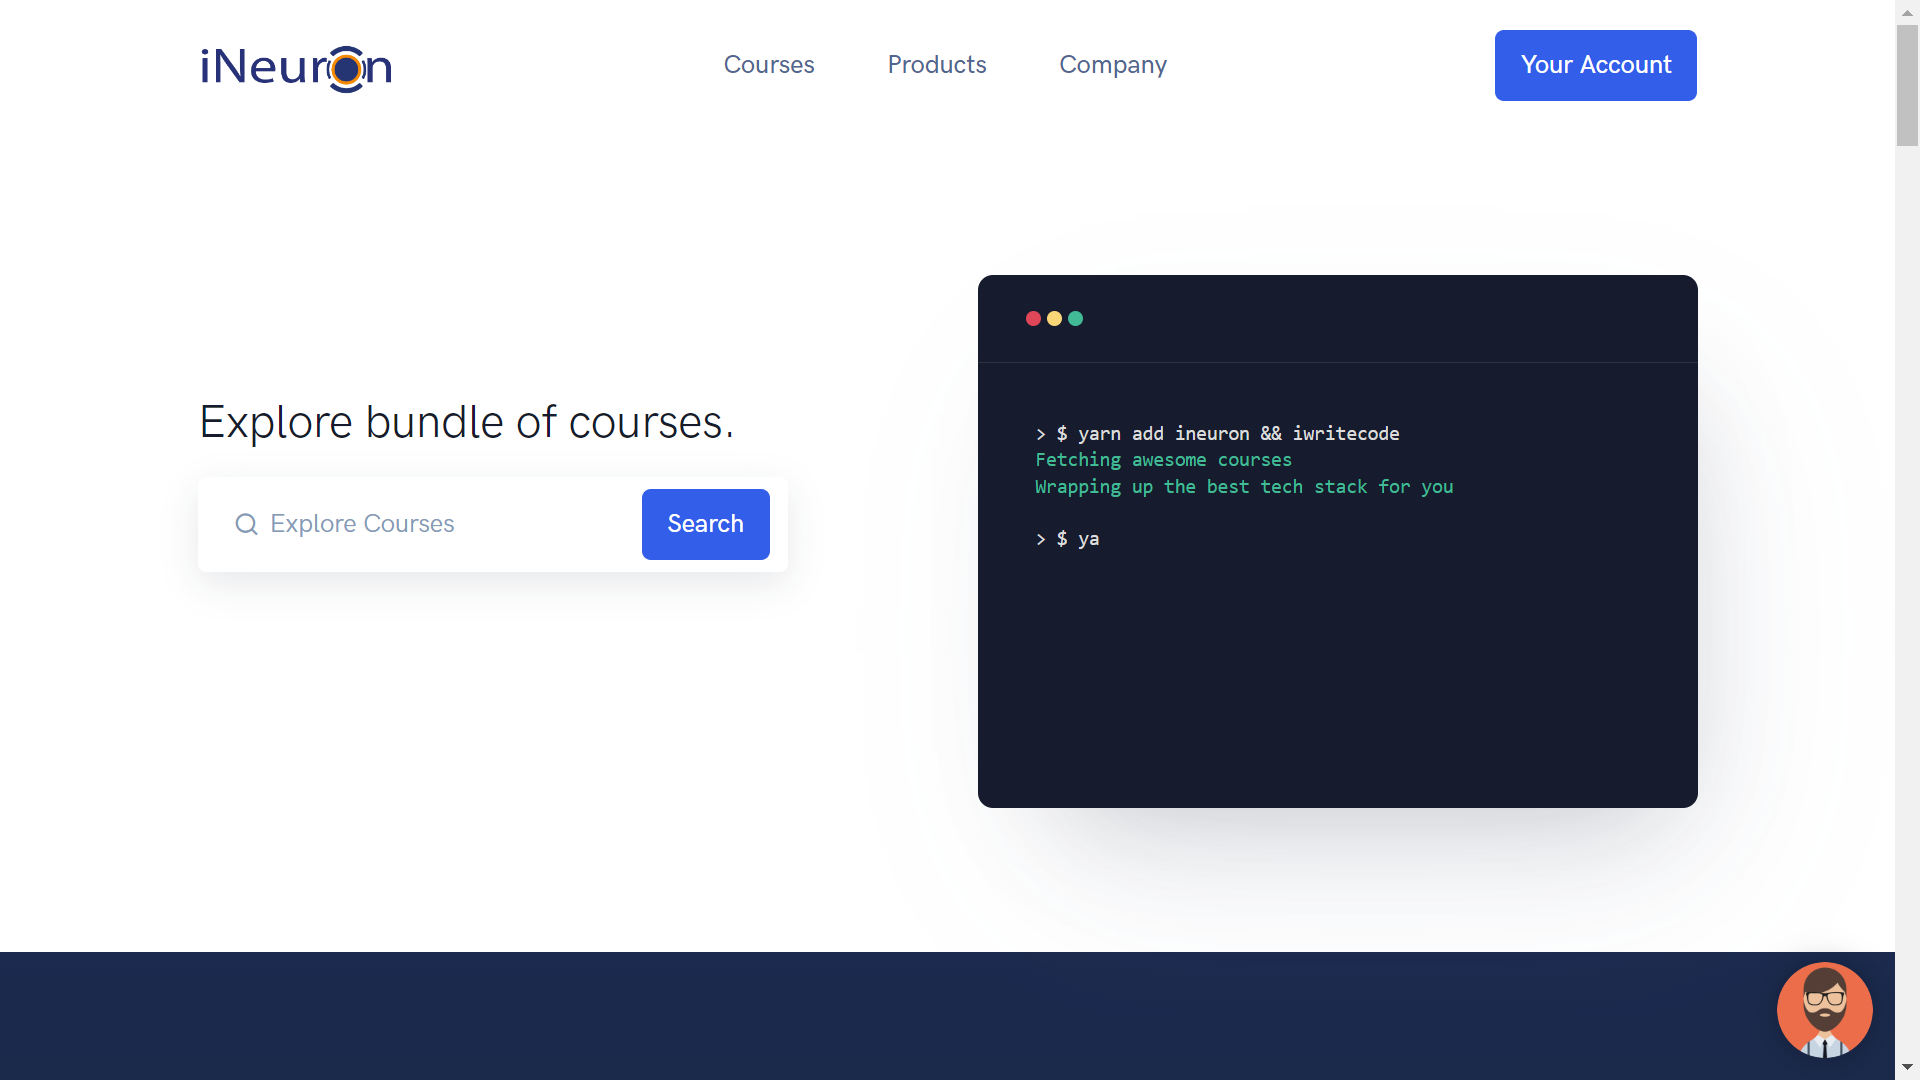 iNeuron
Courses
Products
Company
Your Account
Explore bundle of courses.
Explore Courses
Search
> $ yarn add ineuron && iwritecode
Fetching awesome courses
Wrapping up the best tech stack for you
> $ ya